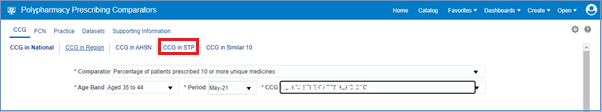 Polypharmacy Prescribing Comparators
Home Catalog Favorites Dashboards Create Open
CCG PCN Practice Datasets Supporting Information
CCG in National CCG in Region CCG in AHSN CCG in STP CCG in Similar 10
* Comparator Percentage of patients prescribed 10 or more unique medicines
* Age Band Aged 35 to 44 * Period May-21 * CCG